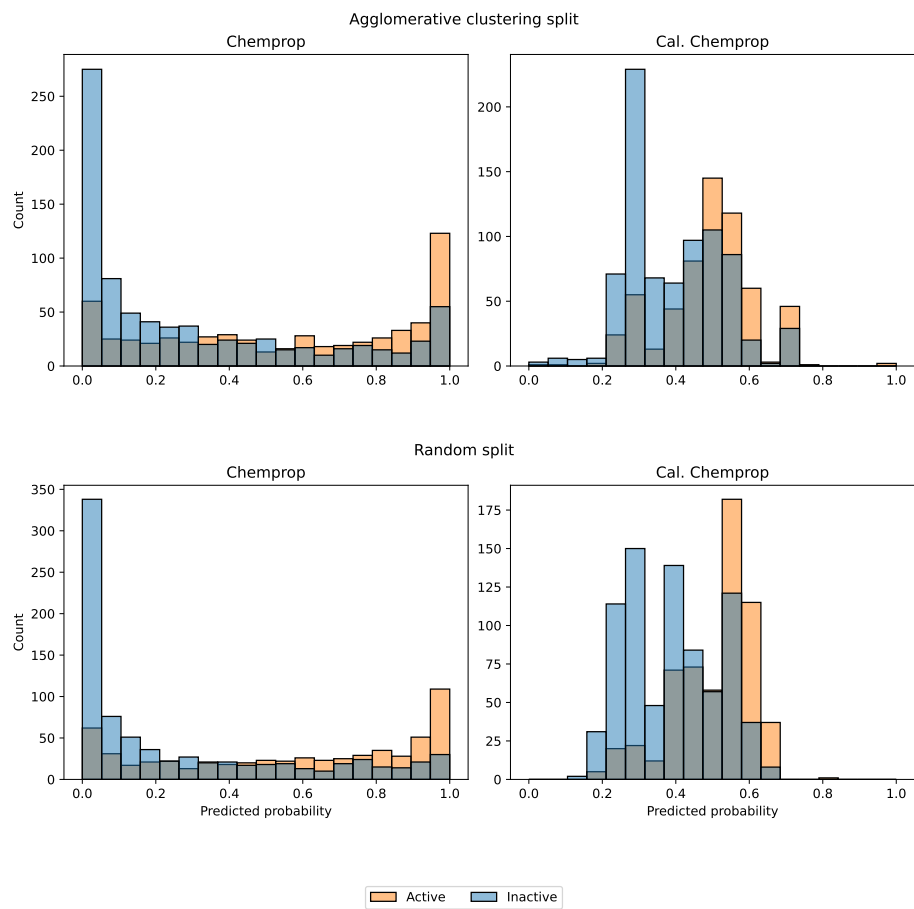 Agglomerative clustering split
Chemprop
Cal. Chemprop
Count
250
200
150
100
50
0
0.0 0.2 0.4 0.6 0.8 1.0
200
150
100
50
0
0.0 0.2 0.4 0.6 0.8 1.0
Random split
Chemprop
Cal. Chemprop
Count
350
300
250
200
150
100
50
0
0.0 0.2 0.4 0.6 0.8 1.0
Predicted probability
175
150
125
100
75
50
25
0
0.0 0.2 0.4 0.6 0.8 1.0
Predicted probability
Active Inactive